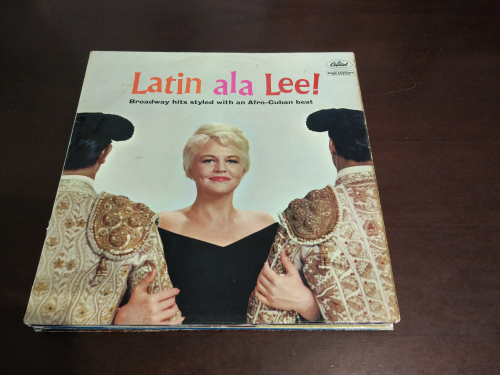 Capitol
Latin ala Lee!
Broadway hits styled with an Afro-Cuban beat